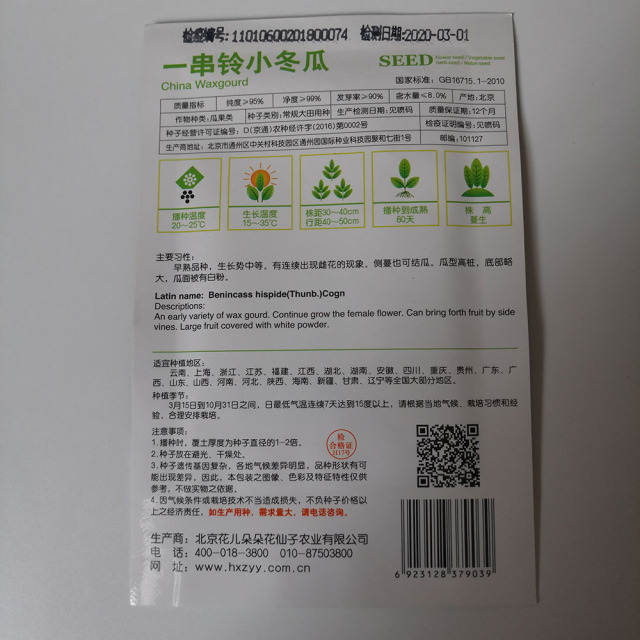 检疫编号:11010600201800074 检测日期:2020-03-01
一串铃小冬瓜
China Waxgourd
SEED
Flower seed / Vegetable seed
Herb seed / Melon seed
国家标准：GB16715.1-2010
质量指标 纯度≥95% 净度≥99% 发芽率≥90% 含水量≤8.0% 产地:北京
作物种类: 瓜果类 种子类别: 常规大田用种 生产检测日期: 见喷码 质量保证期: 12个月
种子经营许可证编号: D(京通)农种经许字(2016)第0002号 检疫证明编号: 见喷码
生产商地址: 北京市通州区中关村科技园区通州园国际种业科技园聚和七街1号 邮编:101127
播种温度
20~25℃
生长温度
15~35℃
株距30~40cm
行距40~50cm
播种到成熟
80天
株 高
蔓生
主要习性:
早熟品种，生长势中等。有连续出现雌花的现象。侧蔓也可结瓜。瓜型高桩，底部略
大，瓜面被有白粉。
Latin name: Benincass hispide(Thunb.)Cogn
Descriptions:
An early variety of wax gourd. Continue grow the female flower. Can bring forth fruit by side
vines. Large fruit covered with white powder.
适宜种植地区:
云南、上海、浙江、江苏、福建、江西、湖北、湖南、安徽、四川、重庆、贵州、广东、广
西、山东、山西、河南、河北、陕西、海南、新疆、甘肃、辽宁等全国大部分地区。
种植季节:
3月15日到10月31日之间，日最低气温连续7天达到15度以上，请根据当地气候、栽培习惯和经
验，合理安排栽培。
注意事项:
1.播种时，覆土厚度为种子直径的1-2倍。
2.种子放在避光、干燥处。
3.种子遗传基因复杂，各地气候差异明显，品种形状有可
能出现差异，因此，本包装之图像、色彩及特征特性仅供
参考，不做实物之依据。
4.因气候条件或栽培技术不当造成损失，不负种子价格以
上之经济责任，如生产用种，需求量大，请电话咨询。
检
合格证
H17号
生产商：北京花儿朵朵花仙子农业有限公司
电 话：400-018-3800 010-87503800
网 址：www.hxzyy.com.cn
6 923128 379039